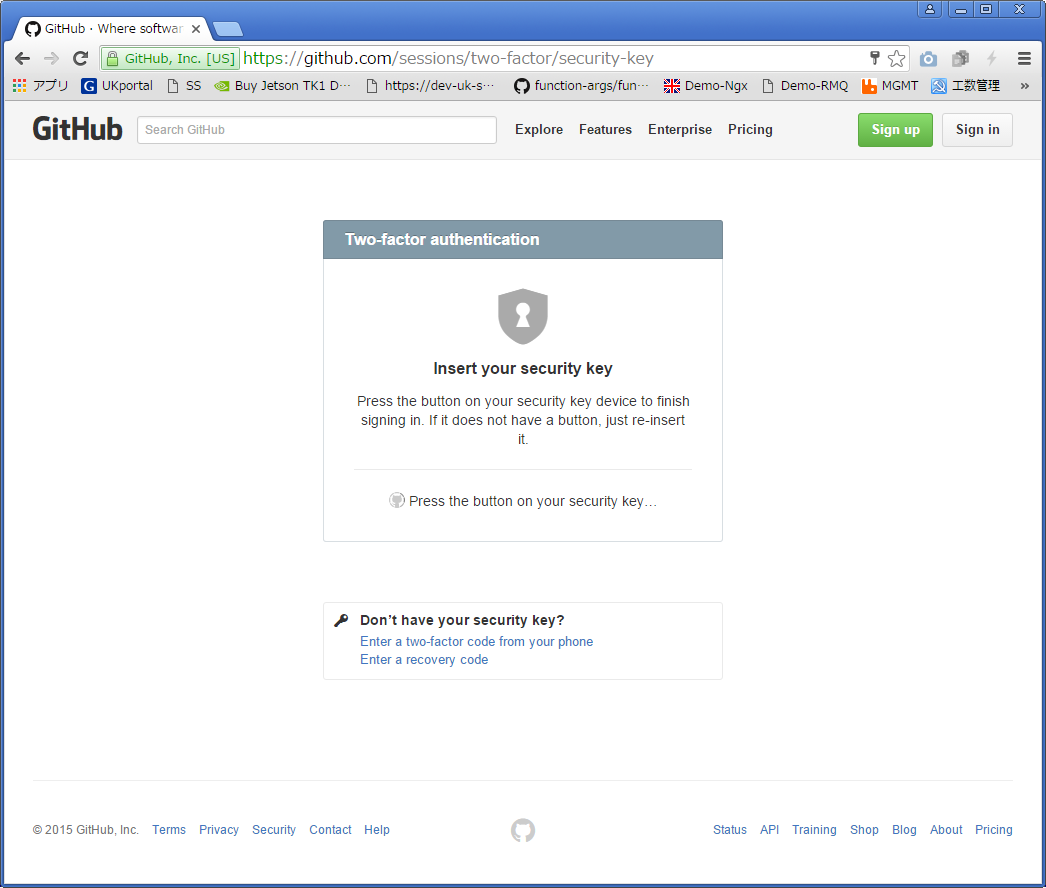 GitHub · Where softwar
GitHub, Inc. [US] https://github.com/sessions/two-factor/security-key
アプリ G UKportal SS Buy Jetson TK1 D… https://dev-uk-s… function-args/fun… Demo-Ngx Demo-RMQ MGMT 工数管理 »
GitHub Search GitHub Explore Features Enterprise Pricing Sign up Sign in
Two-factor authentication
Insert your security key
Press the button on your security key device to finish
signing in. If it does not have a button, just re-insert
it.
Press the button on your security key…
Don’t have your security key?
Enter a two-factor code from your phone
Enter a recovery code
© 2015 GitHub, Inc. Terms Privacy Security Contact Help Status API Training Shop Blog About Pricing